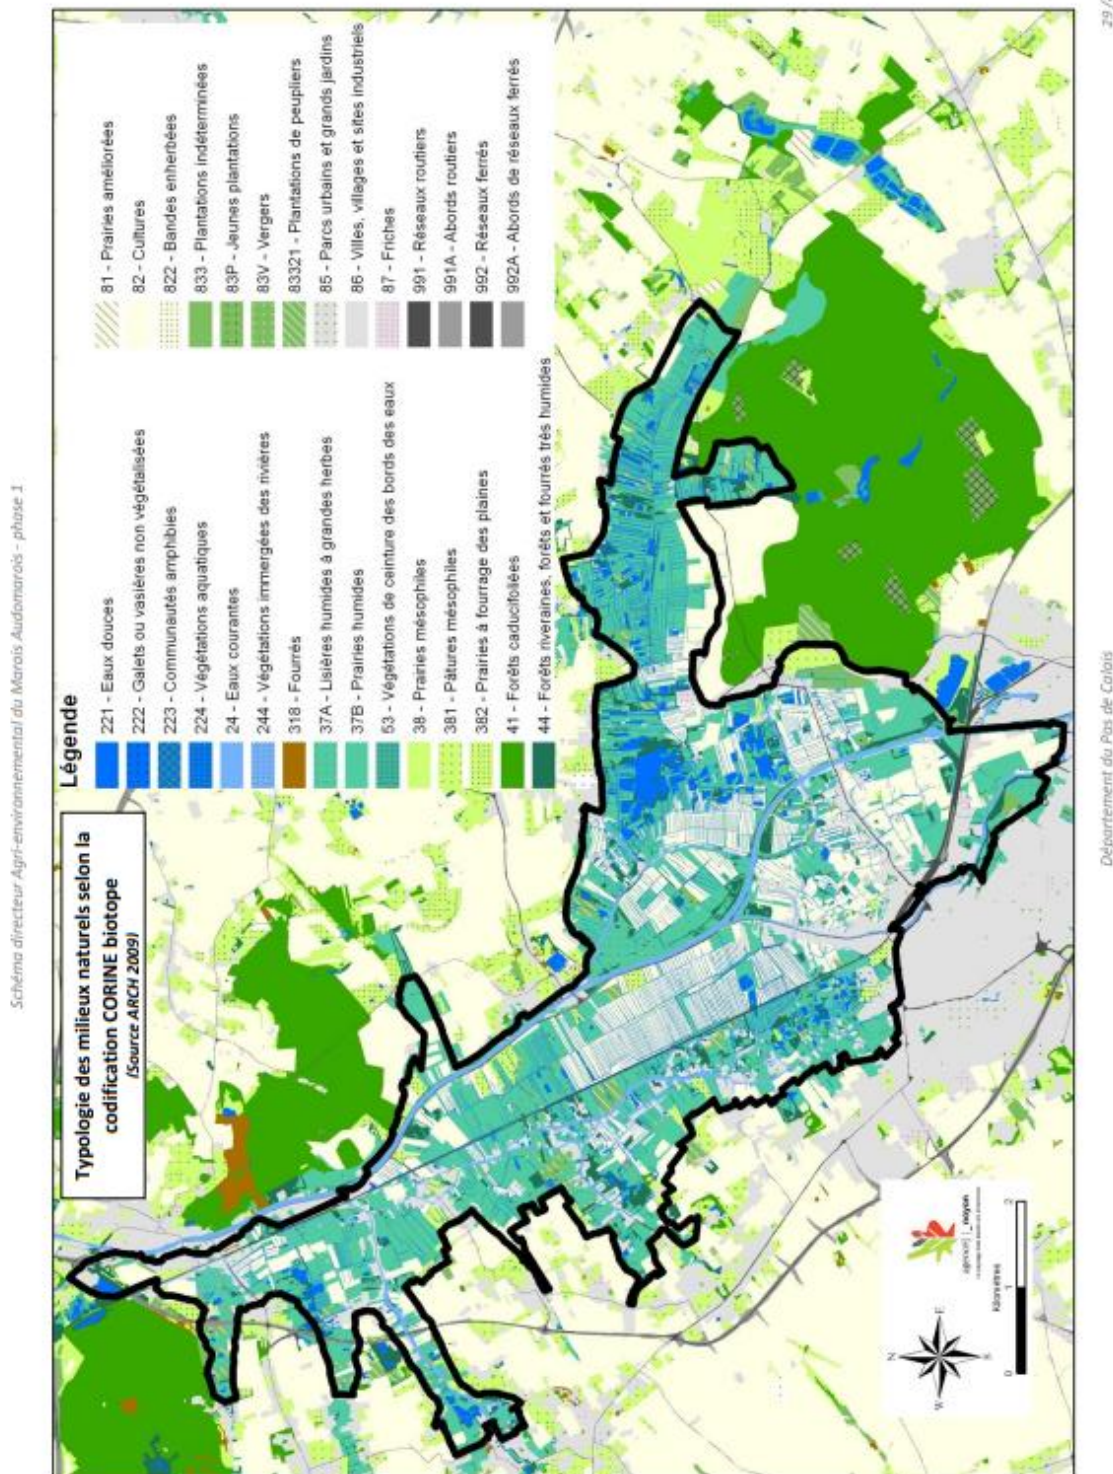 Schéma directeur Agri-environnemental du Marais Audomarois - phase 1
Typologie des milieux naturels selon la
codification CORINE biotope
(Source ARCH 2009)
Légende
221 - Eaux douces
222 - Galets ou vasières non végétalisées
223 - Communautés amphibies
224 - Végétations aquatiques
24 - Eaux courantes
244 - Végétations immergées des rivières
318 - Fourrés
37A - Lisières humides à grandes herbes
37B - Prairies humides
53 - Végétations de ceinture des bords des eaux
38 - Prairies mésophiles
381 - Pâtures mésophiles
382 - Prairies à fourrage des plaines
41 - Forêts caducifoliées
44 - Forêts riveraines, forêts et fourrés très humides
81 - Prairies améliorées
82 - Cultures
822 - Bandes enherbées
833 - Plantations indéterminées
83P - Jeunes plantations
83V - Vergers
83321 - Plantations de peupliers
85 - Parcs urbains et grands jardins
86 - Villes, villages et sites industriels
87 - Friches
991 - Réseaux routiers
991A - Abords routiers
992 - Réseaux ferrés
992A - Abords de réseaux ferrés
N
W
E
S
Kilomètres
0 1 2
noyon
Département du Pas de Calais